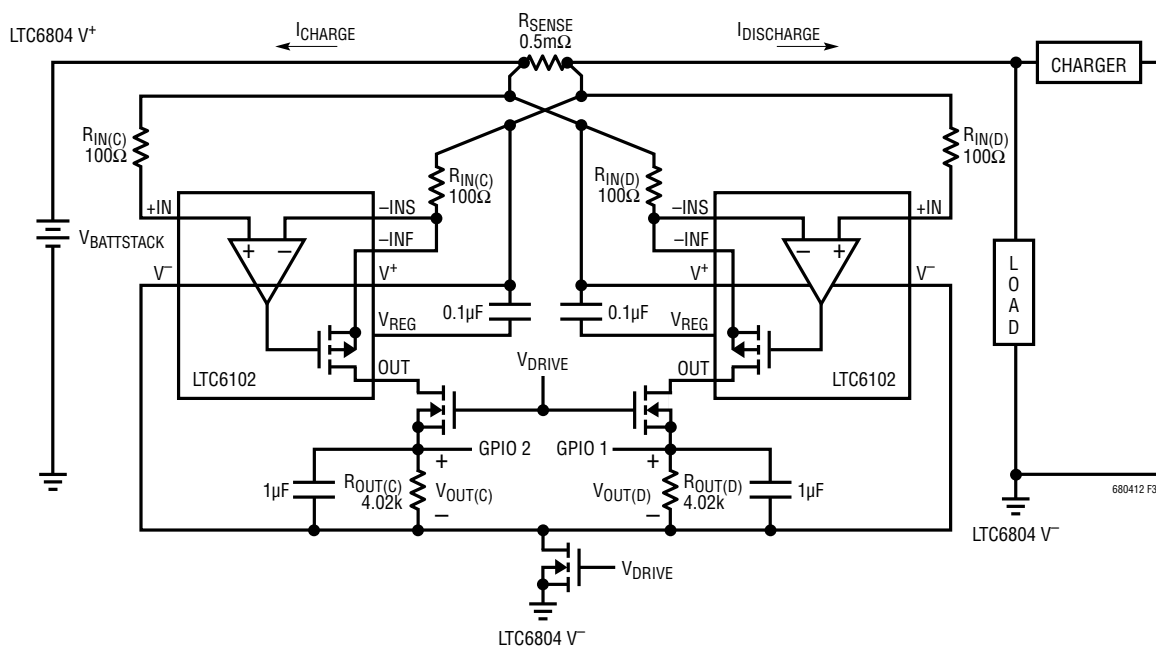 LTC6804 V+
ICHARGE
RSENSE
0.5mΩ
IDISCHARGE
CHARGER
RIN(C)
100Ω
RIN(C)
100Ω
RIN(D)
100Ω
RIN(D)
100Ω
+IN
–INS
–INS
+IN
VBATTSTACK
+ –
– +
–INF
–INF
V–
V+
V+
V–
LOAD
0.1µF
0.1µF
VREG
VREG
VDRIVE
OUT
OUT
LTC6102
LTC6102
GPIO 2
GPIO 1
+
+
1µF
ROUT(C)
4.02k
VOUT(C)
VOUT(D)
ROUT(D)
4.02k
1µF
–
–
680412 F3
LTC6804 V–
VDRIVE
LTC6804 V–